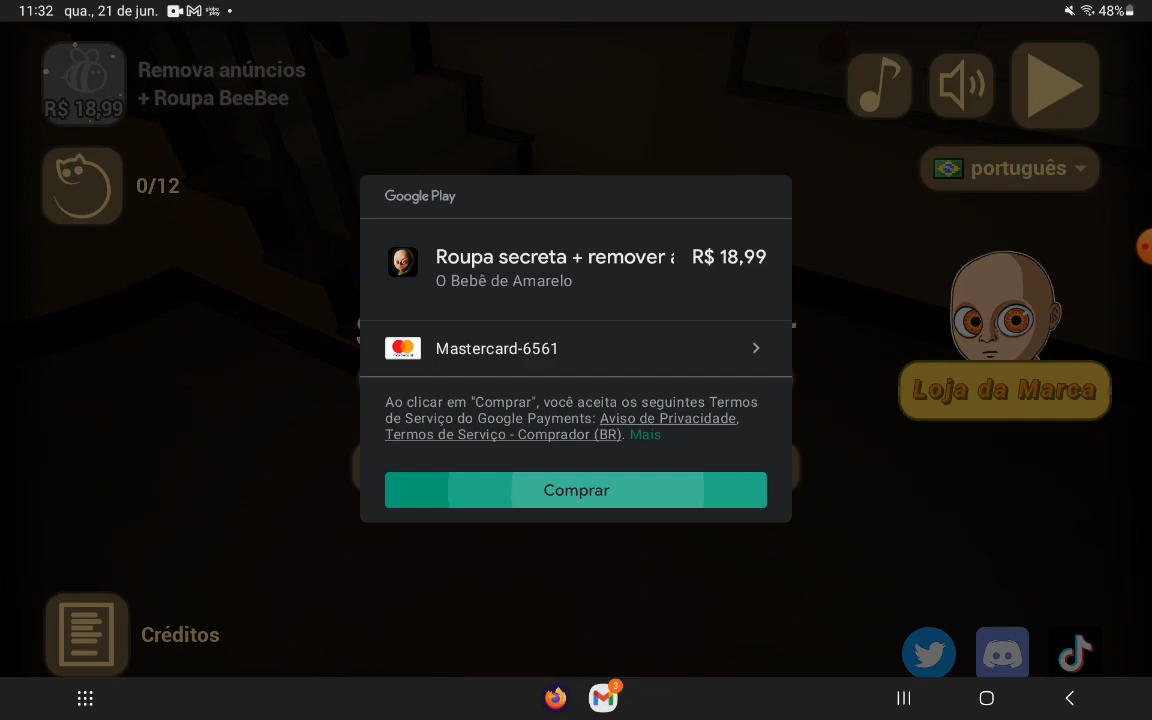 11:32 qua., 21 de jun.
48%
Remova anúncios
+ Roupa BeeBee
R$ 18,99
0/12
português
Google Play
Roupa secreta + remover
R$ 18,99
O Bebê de Amarelo
Mastercard-6561
Ao clicar em "Comprar", você aceita os seguintes Termos
de Serviço do Google Payments: Aviso de Privacidade,
Termos de Serviço - Comprador (BR). Mais
Comprar
Loja da Marca
Créditos
3